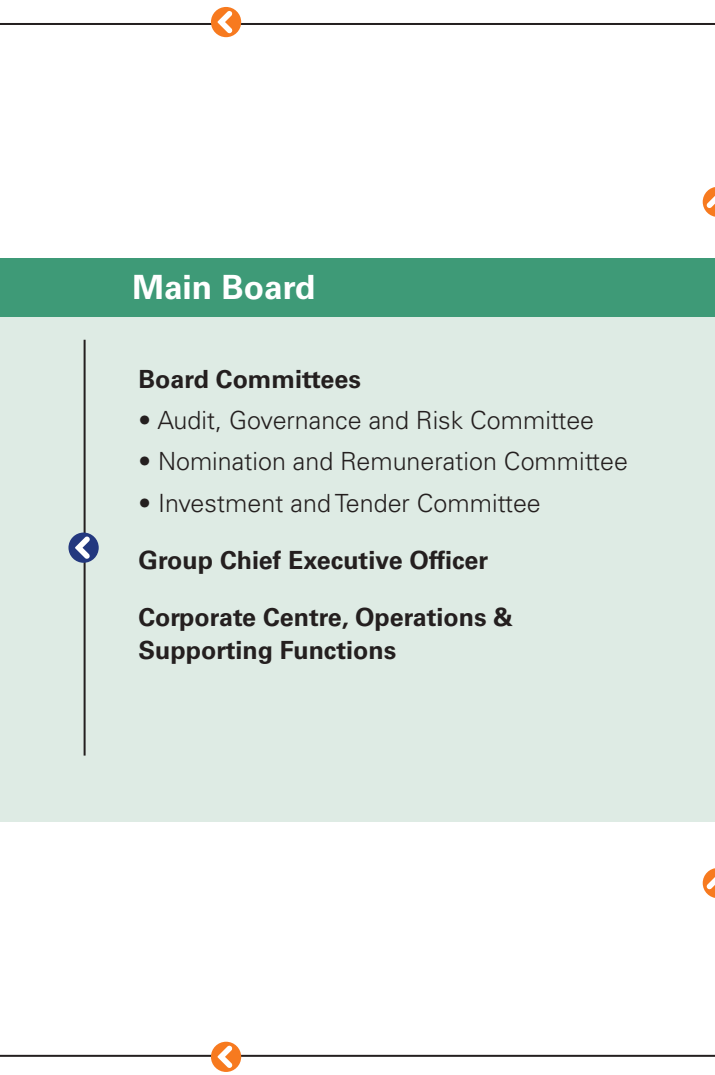 Main Board
Board Committees
• Audit, Governance and Risk Committee
• Nomination and Remuneration Committee
• Investment and Tender Committee
Group Chief Executive Officer
Corporate Centre, Operations &
Supporting Functions